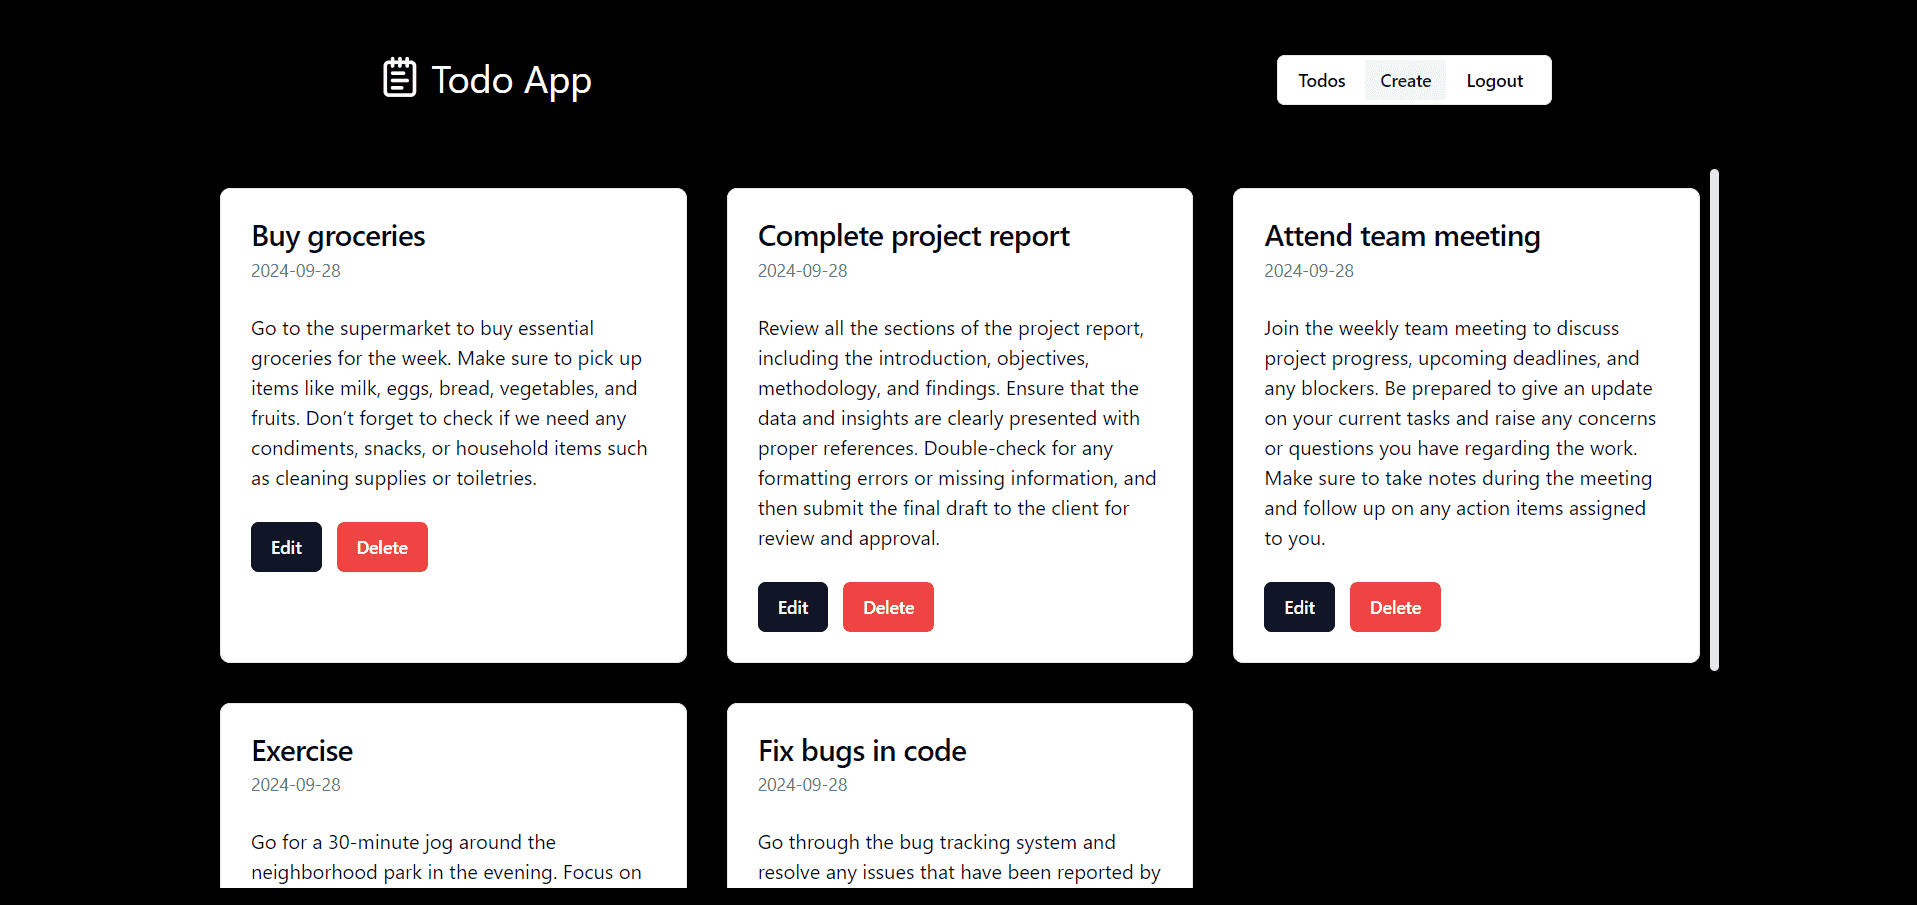 Todo App
Todos Create Logout
Buy groceries
2024-09-28
Go to the supermarket to buy essential
groceries for the week. Make sure to pick up
items like milk, eggs, bread, vegetables, and
fruits. Don’t forget to check if we need any
condiments, snacks, or household items such
as cleaning supplies or toiletries.
Edit Delete
Complete project report
2024-09-28
Review all the sections of the project report,
including the introduction, objectives,
methodology, and findings. Ensure that the
data and insights are clearly presented with
proper references. Double-check for any
formatting errors or missing information, and
then submit the final draft to the client for
review and approval.
Edit Delete
Attend team meeting
2024-09-28
Join the weekly team meeting to discuss
project progress, upcoming deadlines, and
any blockers. Be prepared to give an update
on your current tasks and raise any concerns
or questions you have regarding the work.
Make sure to take notes during the meeting
and follow up on any action items assigned
to you.
Edit Delete
Exercise
2024-09-28
Go for a 30-minute jog around the
neighborhood park in the evening. Focus on
Fix bugs in code
2024-09-28
Go through the bug tracking system and
resolve any issues that have been reported by